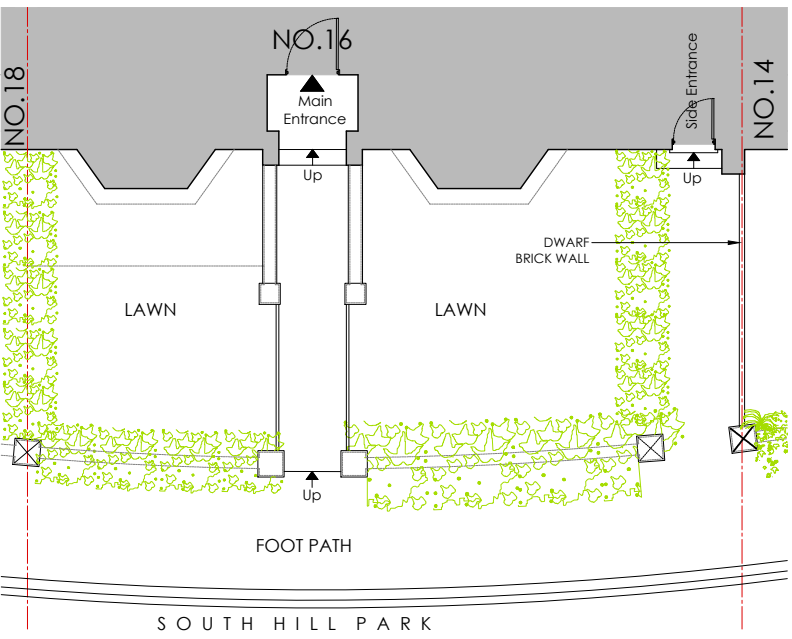 NO.16
NO.18
Main
Entrance
Side Entrance
NO.14
Up
Up
DWARF
BRICK WALL
LAWN
LAWN
Up
FOOT PATH
SOUTH HILL PARK